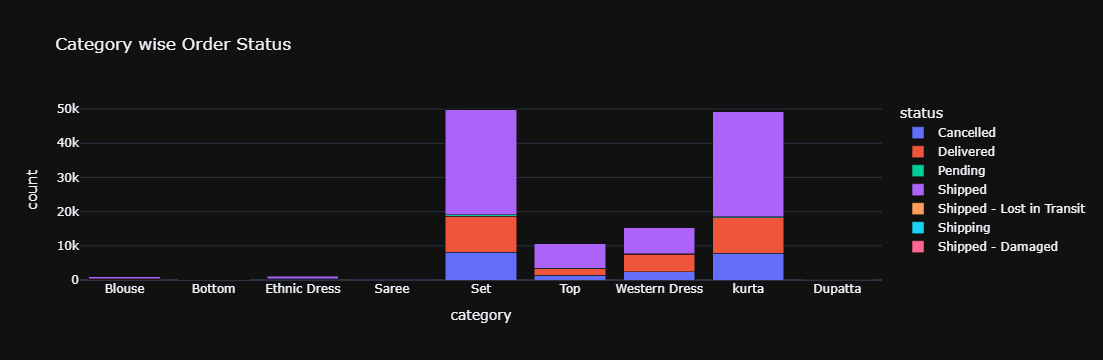 Category wise Order Status
50k
40k
30k
20k
10k
0
count
Blouse Bottom Ethnic Dress Saree Set Top Western Dress kurta Dupatta
category
status
Cancelled
Delivered
Pending
Shipped
Shipped - Lost in Transit
Shipping
Shipped - Damaged